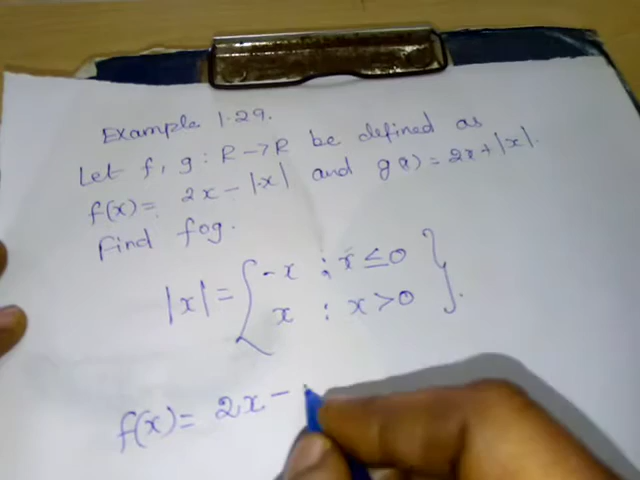 Example 1.29.
Let f, g : R → R be defined as
f(x) = 2x - |x| and g(x) = 2x + |x|.
Find fog.
|x| = { -x ; x ≤ 0
x : x > 0 }.
f(x) = 2x -